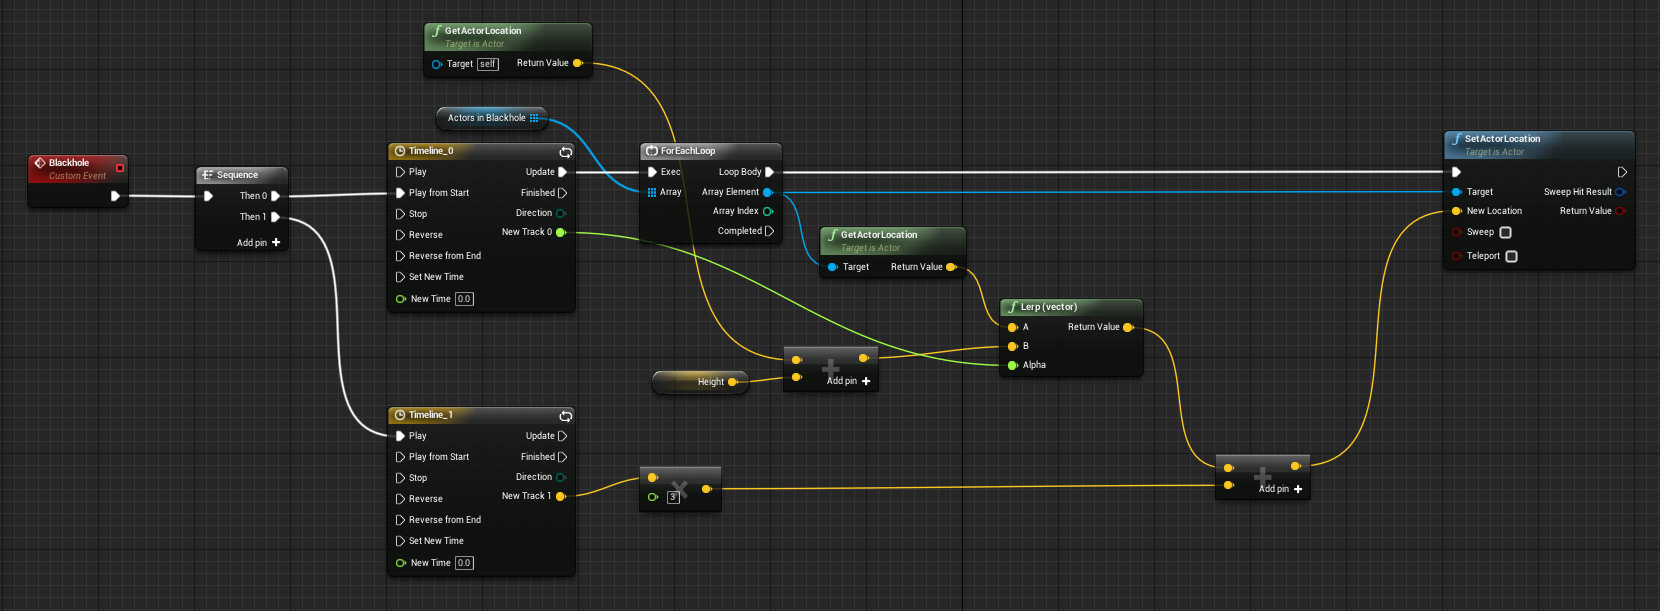 GetActorLocation
Target is Actor
Target self Return Value
Actors in Blackhole
Blackhole
Custom Event
Sequence
Then 0
Then 1
Add pin
Timeline_0
Play Update
Play from Start Finished
Stop Direction
Reverse New Track 0
Reverse from End
Set New Time
New Time 0.0
ForEachLoop
Exec Loop Body
Array Array Element
Array Index
Completed
GetActorLocation
Target is Actor
Target Return Value
Height
Add pin
Lerp (vector)
A Return Value
B
Alpha
Timeline_1
Play Update
Play from Start Finished
Stop Direction
Reverse New Track 1
Reverse from End
Set New Time
New Time 0.0
3
Add pin
SetActorLocation
Target is Actor
Target Sweep Hit Result
New Location Return Value
Sweep
Teleport